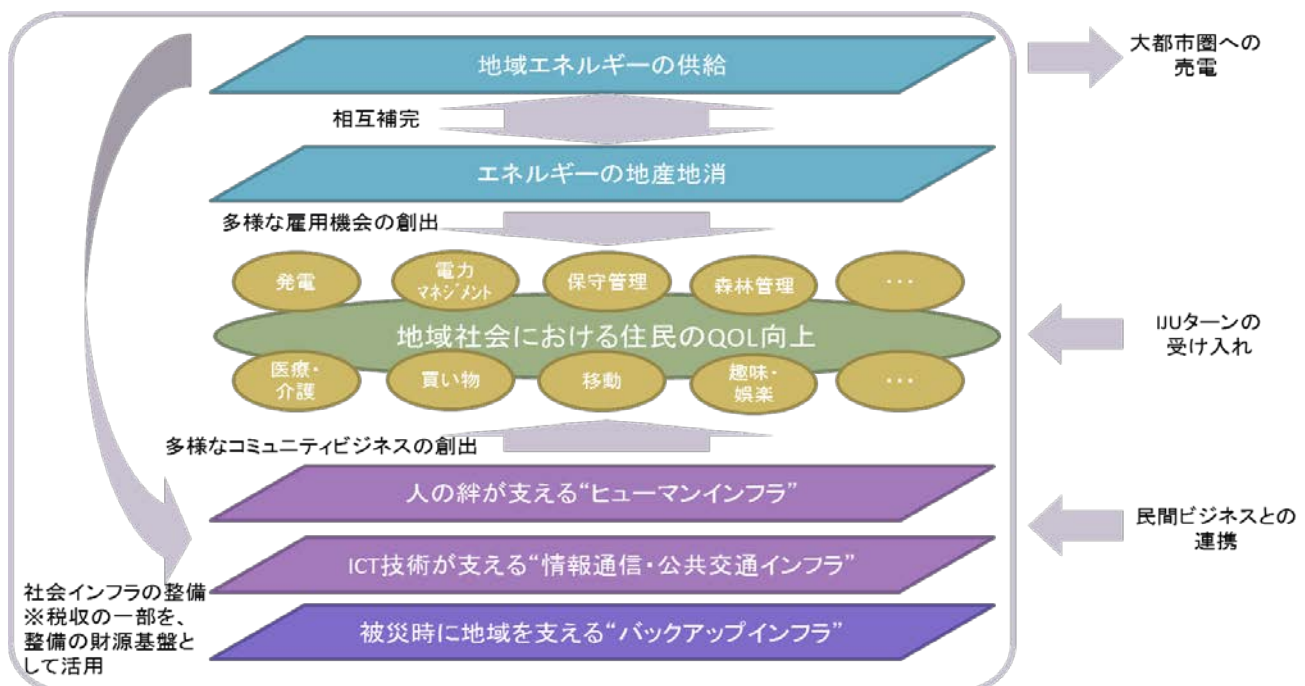 地域エネルギーの供給
大都市圏への
売電
相互補完
エネルギーの地産地消
多様な雇用機会の創出
発電
電力
マネジメント
保守管理
森林管理
・・・
地域社会における住民のQOL向上
IJUターンの
受け入れ
医療・
介護
買い物
移動
趣味・
娯楽
・・・
多様なコミュニティビジネスの創出
人の絆が支える“ヒューマンインフラ”
民間ビジネスとの
連携
ICT技術が支える“情報通信・公共交通インフラ”
社会インフラの整備
※税収の一部を、
整備の財源基盤と
して活用
被災時に地域を支える“バックアップインフラ”